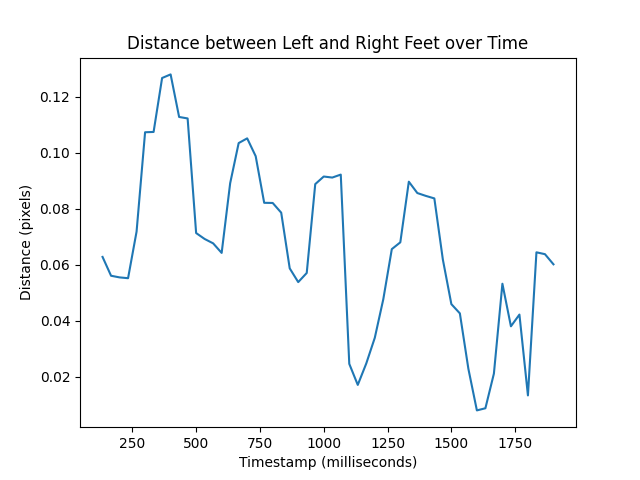 Distance between Left and Right Feet over Time
Distance (pixels)
0.12
0.10
0.08
0.06
0.04
0.02
250 500 750 1000 1250 1500 1750
Timestamp (milliseconds)